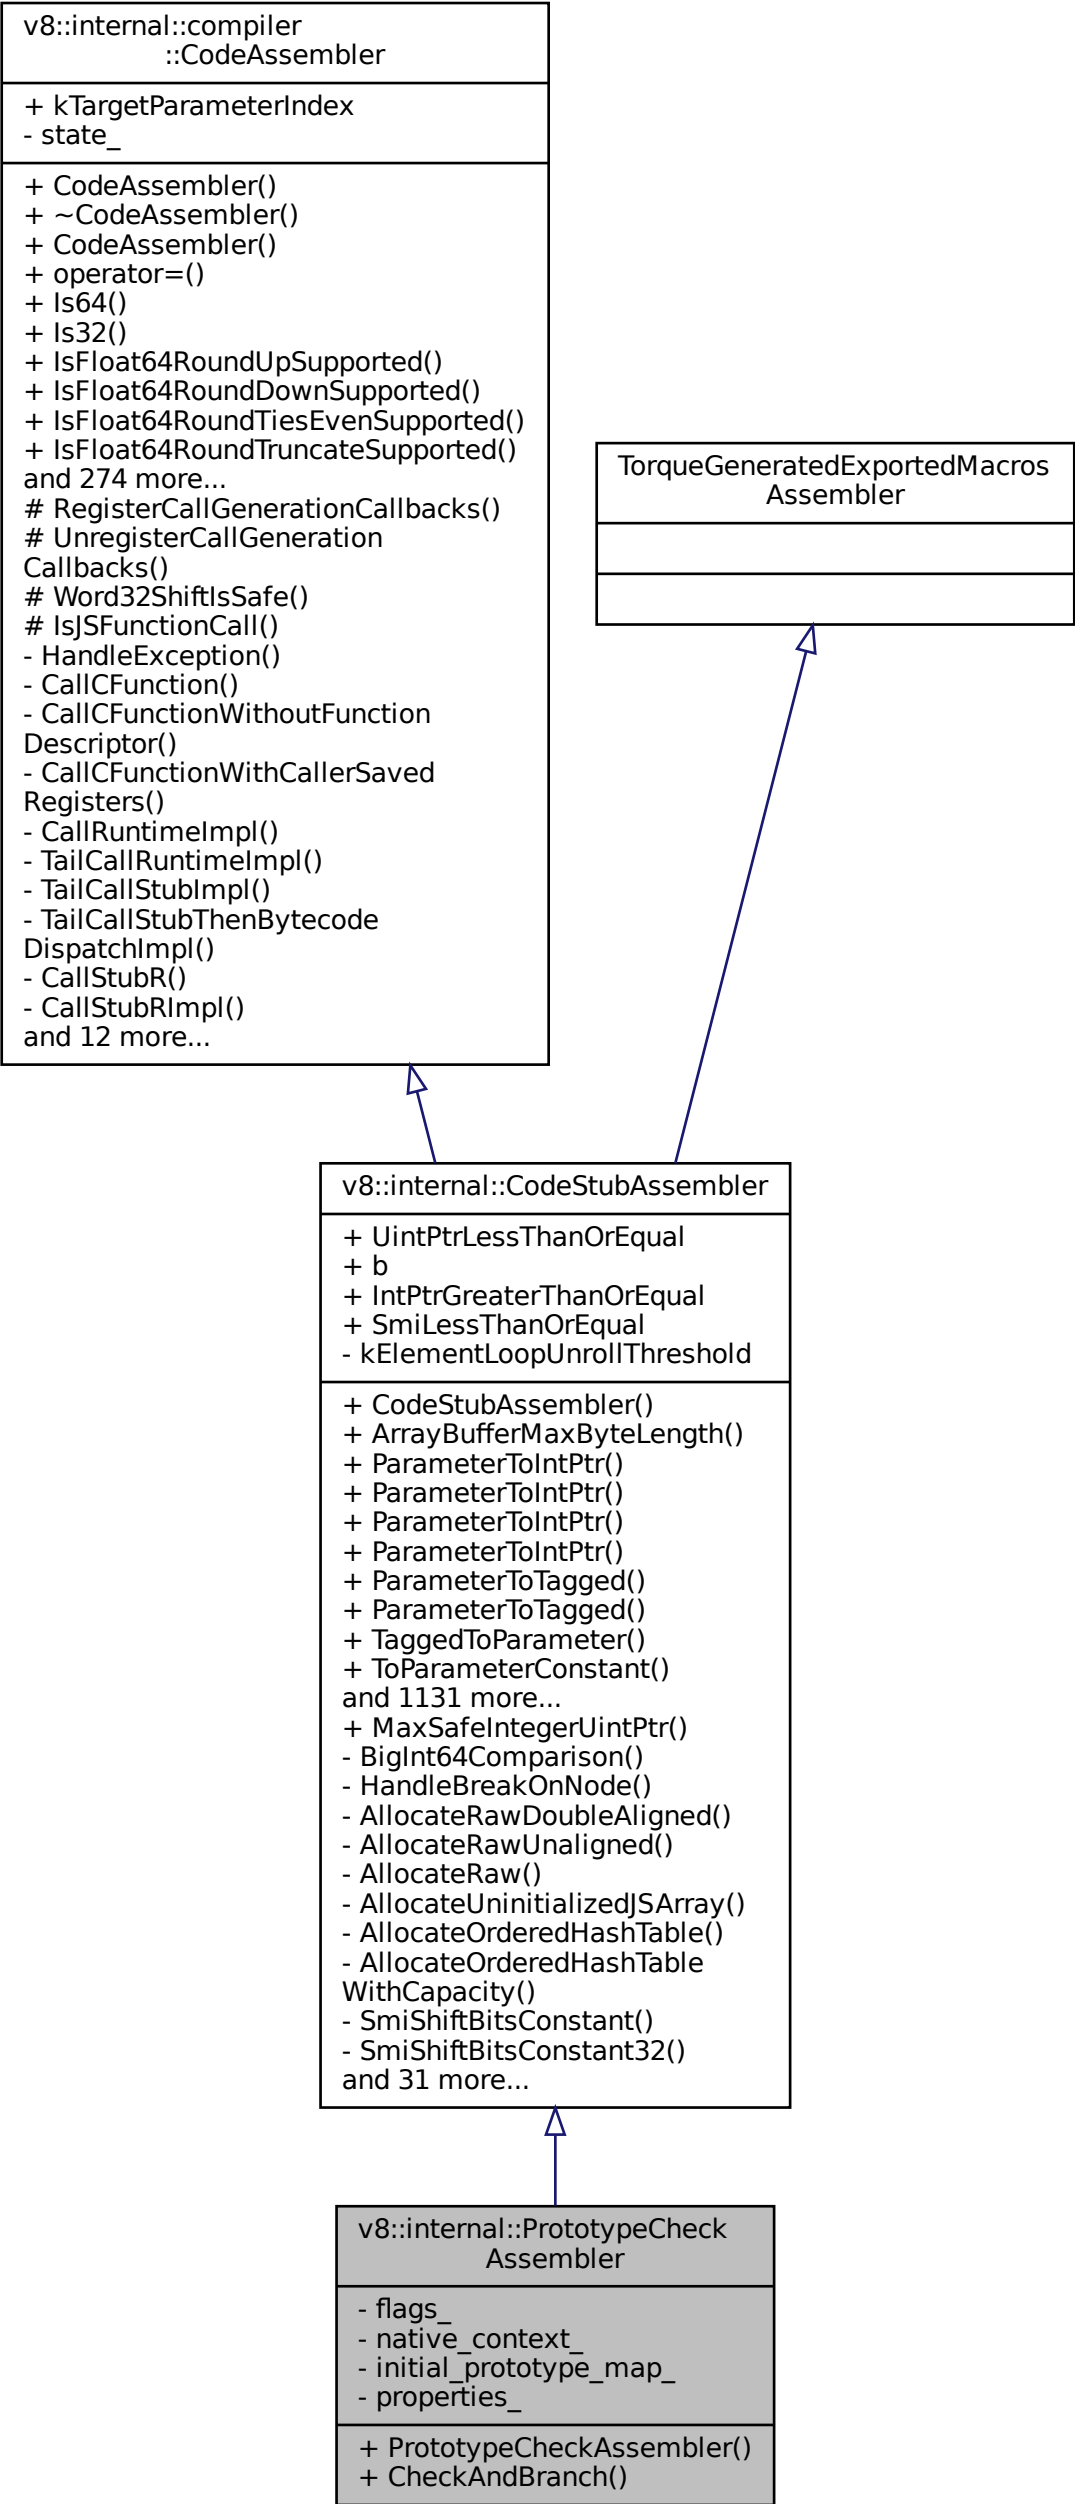 v8::internal::compiler
::CodeAssembler
+ kTargetParameterIndex
- state_
+ CodeAssembler()
+ ~CodeAssembler()
+ CodeAssembler()
+ operator=()
+ Is64()
+ Is32()
+ IsFloat64RoundUpSupported()
+ IsFloat64RoundDownSupported()
+ IsFloat64RoundTiesEvenSupported()
+ IsFloat64RoundTruncateSupported()
and 274 more...
# RegisterCallGenerationCallbacks()
# UnregisterCallGeneration
Callbacks()
# Word32ShiftIsSafe()
# IsJSFunctionCall()
- HandleException()
- CallCFunction()
- CallCFunctionWithoutFunction
Descriptor()
- CallCFunctionWithCallerSaved
Registers()
- CallRuntimeImpl()
- TailCallRuntimeImpl()
- TailCallStubImpl()
- TailCallStubThenBytecode
DispatchImpl()
- CallStubR()
- CallStubRImpl()
and 12 more...
TorqueGeneratedExportedMacros
Assembler
v8::internal::CodeStubAssembler
+ UintPtrLessThanOrEqual
+ b
+ IntPtrGreaterThanOrEqual
+ SmiLessThanOrEqual
- kElementLoopUnrollThreshold
+ CodeStubAssembler()
+ ArrayBufferMaxByteLength()
+ ParameterToIntPtr()
+ ParameterToIntPtr()
+ ParameterToIntPtr()
+ ParameterToIntPtr()
+ ParameterToTagged()
+ ParameterToTagged()
+ TaggedToParameter()
+ ToParameterConstant()
and 1131 more...
+ MaxSafeIntegerUintPtr()
- BigInt64Comparison()
- HandleBreakOnNode()
- AllocateRawDoubleAligned()
- AllocateRawUnaligned()
- AllocateRaw()
- AllocateUninitializedJSArray()
- AllocateOrderedHashTable()
- AllocateOrderedHashTable
WithCapacity()
- SmiShiftBitsConstant()
- SmiShiftBitsConstant32()
and 31 more...
v8::internal::PrototypeCheck
Assembler
- flags_
- native_context_
- initial_prototype_map_
- properties_
+ PrototypeCheckAssembler()
+ CheckAndBranch()